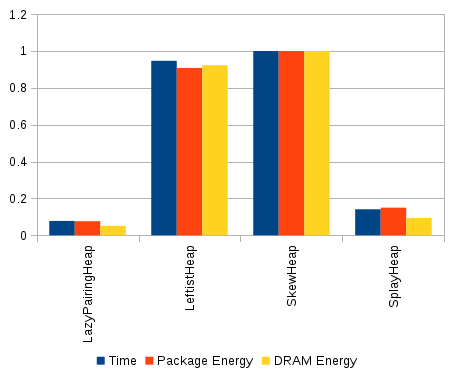 1.2
1
0.8
0.6
0.4
0.2
0
LazyPairingHeap
LeftistHeap
SkewHeap
SplayHeap
Time Package Energy DRAM Energy